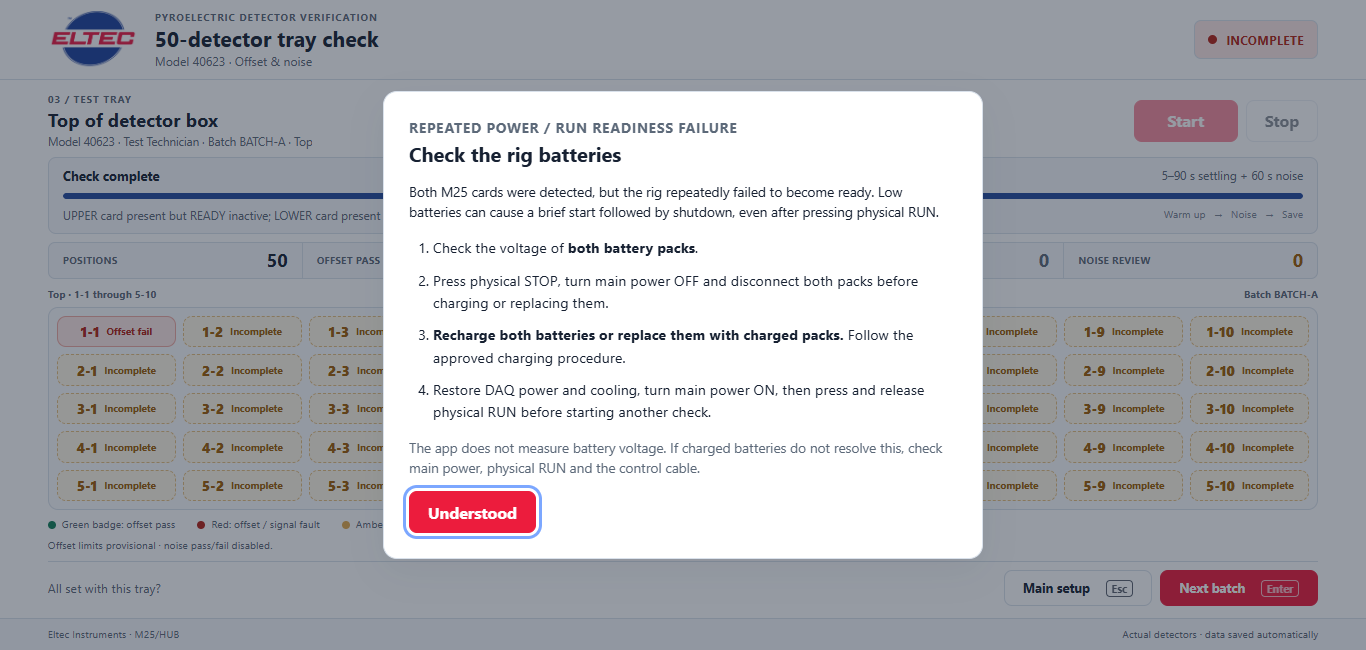 ELTEC
PYROELECTRIC DETECTOR VERIFICATION
50-detector tray check
Model 40623 · Offset & noise
INCOMPLETE
03 / TEST TRAY
Top of detector box
Model 40623 · Test Technician · Batch BATCH-A · Top
Start
Stop
Check complete
5–90 s settling + 60 s noise
UPPER card present but READY inactive; LOWER card present
Warm up → Noise → Save
POSITIONS 50
OFFSET PASS
0
NOISE REVIEW 0
Top · 1-1 through 5-10
Batch BATCH-A
1-1 Offset fail
1-2 Incomplete
1-3 Incom
ncomplete
1-9 Incomplete
1-10 Incomplete
2-1 Incomplete
2-2 Incomplete
2-3 Incom
ncomplete
2-9 Incomplete
2-10 Incomplete
3-1 Incomplete
3-2 Incomplete
3-3 Incom
ncomplete
3-9 Incomplete
3-10 Incomplete
4-1 Incomplete
4-2 Incomplete
4-3 Incom
ncomplete
4-9 Incomplete
4-10 Incomplete
5-1 Incomplete
5-2 Incomplete
5-3 Incom
ncomplete
5-9 Incomplete
5-10 Incomplete
Green badge: offset pass
Red: offset / signal fault
Ambe
Offset limits provisional · noise pass/fail disabled.
REPEATED POWER / RUN READINESS FAILURE
Check the rig batteries
Both M25 cards were detected, but the rig repeatedly failed to become ready. Low
batteries can cause a brief start followed by shutdown, even after pressing physical RUN.
1. Check the voltage of both battery packs.
2. Press physical STOP, turn main power OFF and disconnect both packs before
charging or replacing them.
3. Recharge both batteries or replace them with charged packs. Follow the
approved charging procedure.
4. Restore DAQ power and cooling, turn main power ON, then press and release
physical RUN before starting another check.
The app does not measure battery voltage. If charged batteries do not resolve this, check
main power, physical RUN and the control cable.
Understood
All set with this tray?
Main setup Esc
Next batch Enter
Eltec Instruments · M25/HUB
Actual detectors · data saved automatically